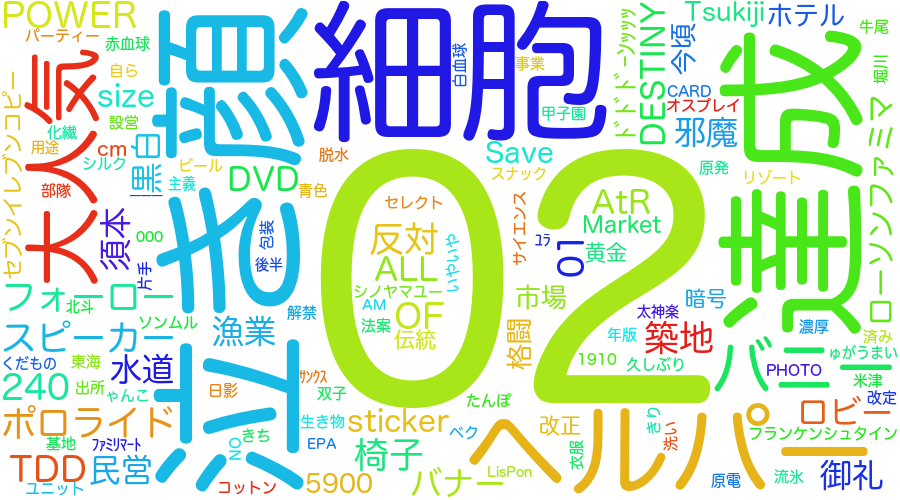 POWER
パーティー
赤血球
自ら
セブンイレブンコピー
大人気
size
設営
化繊
用途
cm
シルク
ビール
部隊
主義
黒白
泣き顔
細胞
白血球
事業
甲子園
ドドドーンッッッ
DESTINY
今頃
Tsukiji
ホテル
牛尾
堀川
CARD
オスプレイ
邪魔
達成
ローソンファミマ
原発
リゾート
脱水
DVD
青色
Save
スナック
02
セレクト
サイエンス
AtR
Market
ユラ
01
黄金
須本
000
片手
包装
後半
反対
ALL
いやいや
シノヤマユー
AM
OF
法案
伝統
フォーロー
北斗
ソンムル
解禁
市場
暗号
太神楽
濃厚
済み
スピーカー
漁業
格闘
築地
年版
1910
久しぶり
バー
ゅがうまい
くだもの
東海
水道
日影
サンクス
双子
PHOTO
米津
240
出所
ゃんこ
改定
ポロライド
生き物
sticker
たんぽ
ヘルパー
改正
きり
洗い
ロビー
フランケンシュタイン
基地
ファミリマート
NO
きち
EPA
椅子
ベク
衣服
TDD
民営
ユニット
コットン
5900
バナー
LisPon
原電
流氷
御礼